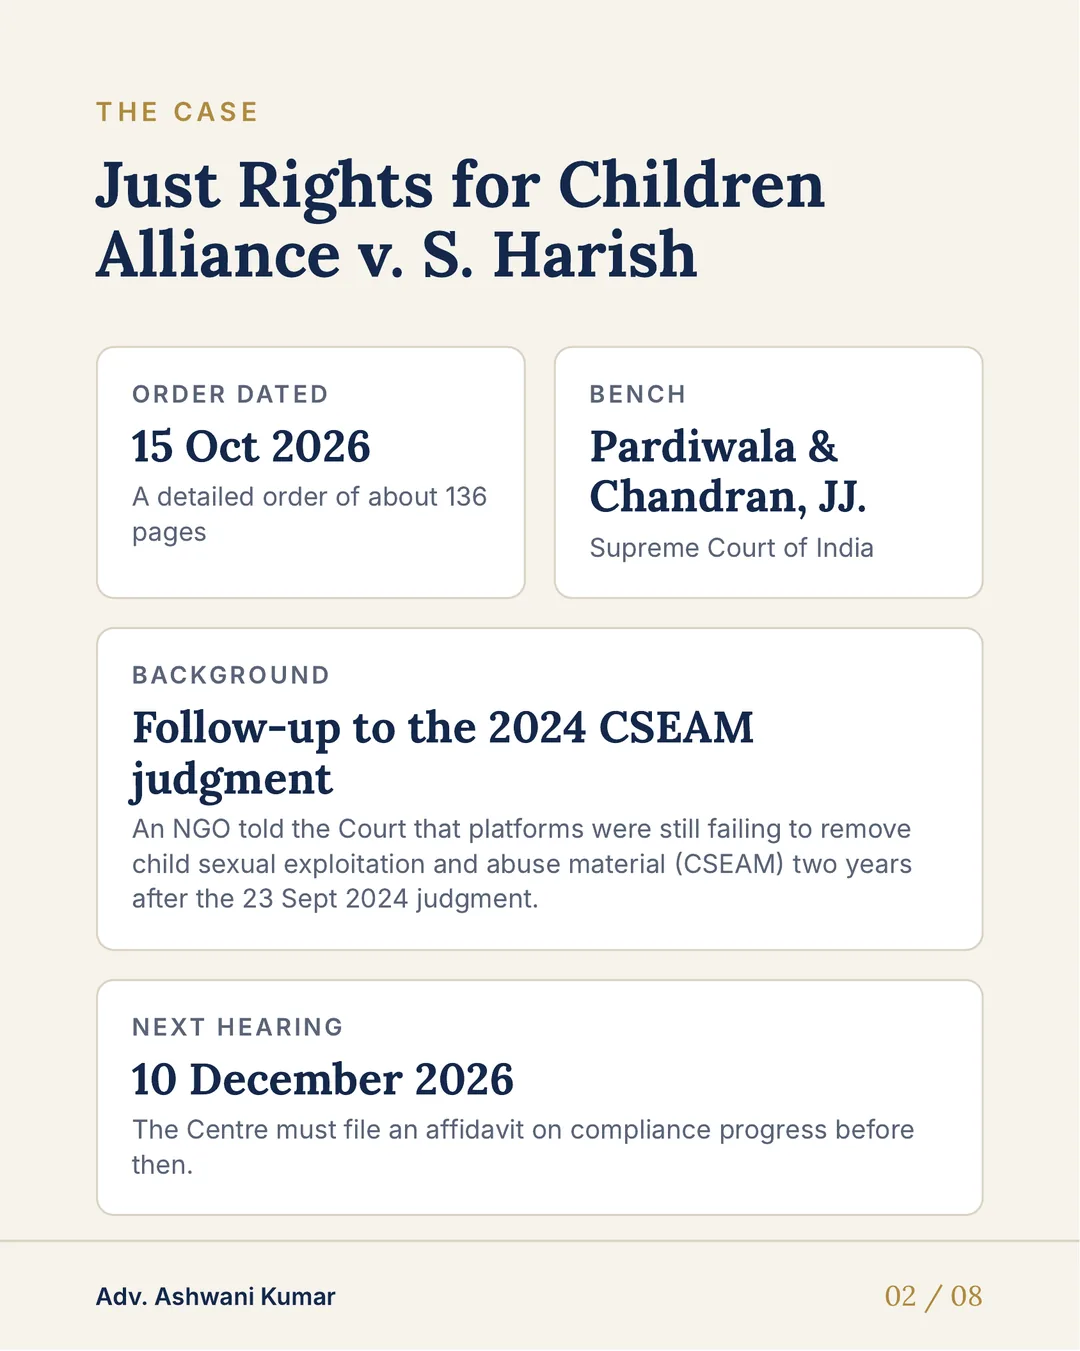 THE CASE
Just Rights for Children
Alliance v. S. Harish
ORDER DATED
15 Oct 2026
A detailed order of about 136
pages
BENCH
Pardiwala &
Chandran, JJ.
Supreme Court of India
BACKGROUND
Follow-up to the 2024 CSEAM
judgment
An NGO told the Court that platforms were still failing to remove
child sexual exploitation and abuse material (CSEAM) two years
after the 23 Sept 2024 judgment.
NEXT HEARING
10 December 2026
The Centre must file an affidavit on compliance progress before
then.
Adv. Ashwani Kumar
02 / 08